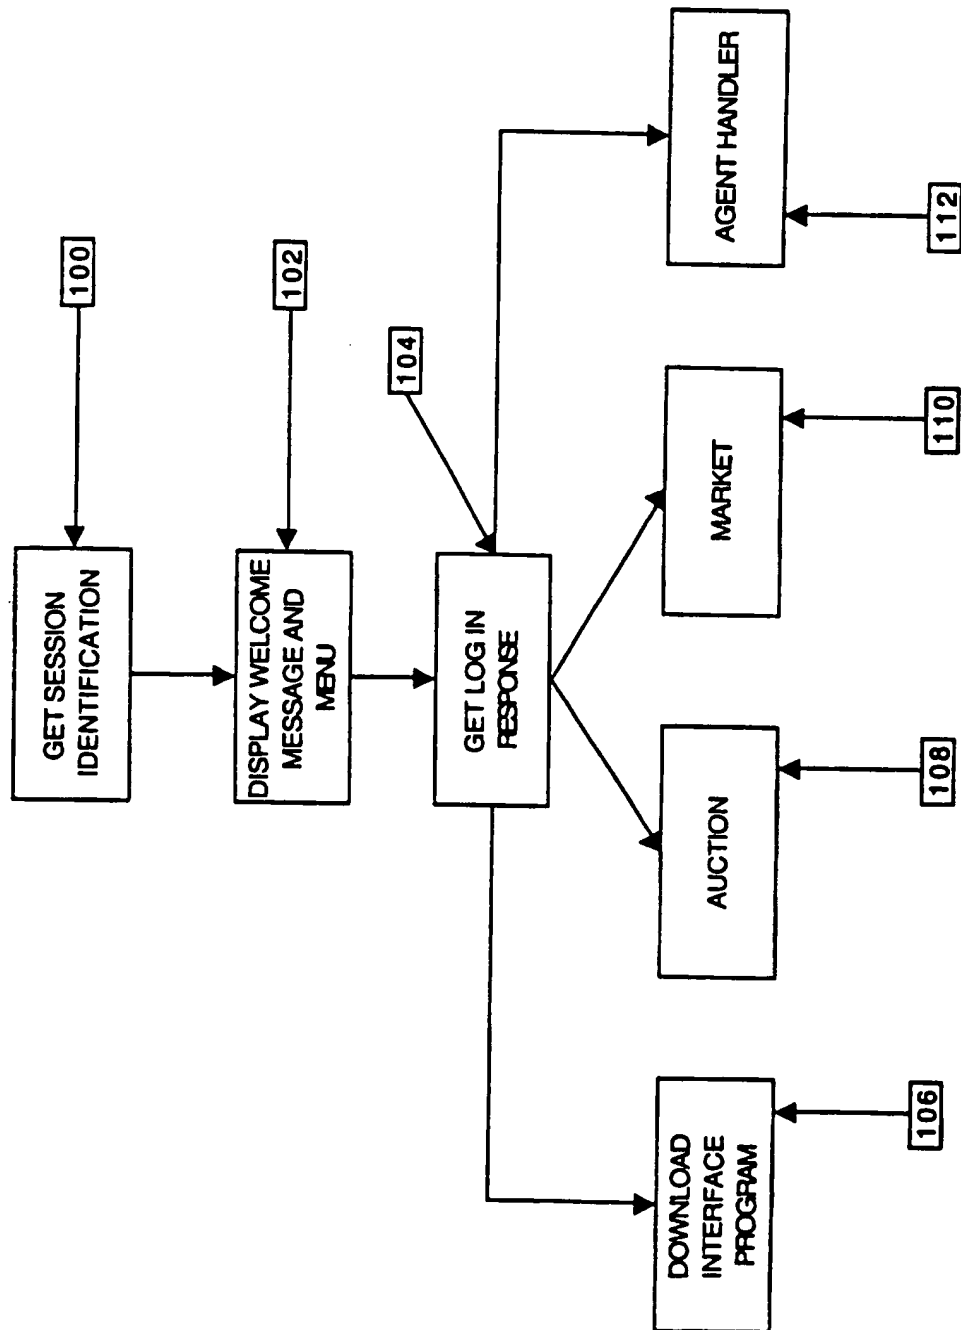 GET SESSION
IDENTIFICATION
100
DISPLAY WELCOME
MESSAGE AND
MENU
102
GET LOG IN
RESPONSE
104
DOWNLOAD
INTERFACE
PROGRAM
106
AUCTION
108
MARKET
110
AGENT HANDLER
112